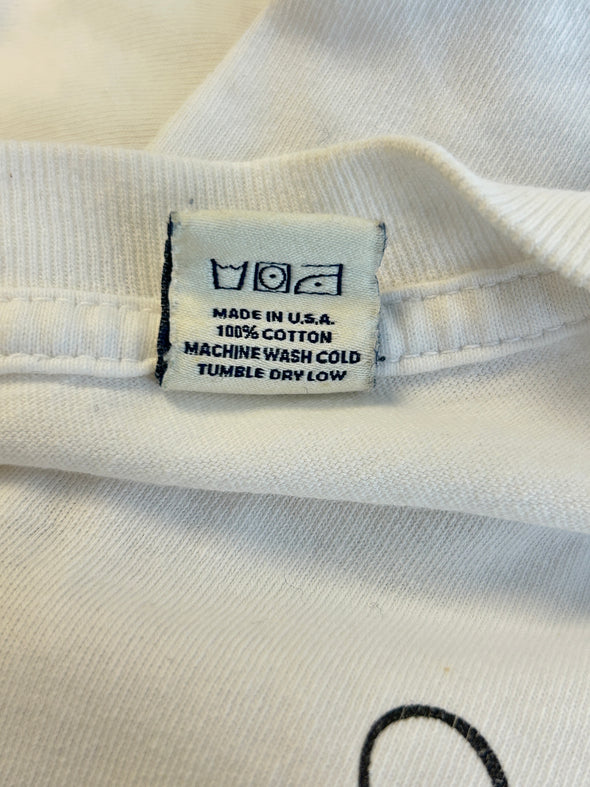 MADE IN U.S.A.
100% COTTON
MACHINE WASH COLD
TUMBLE DRY LOW